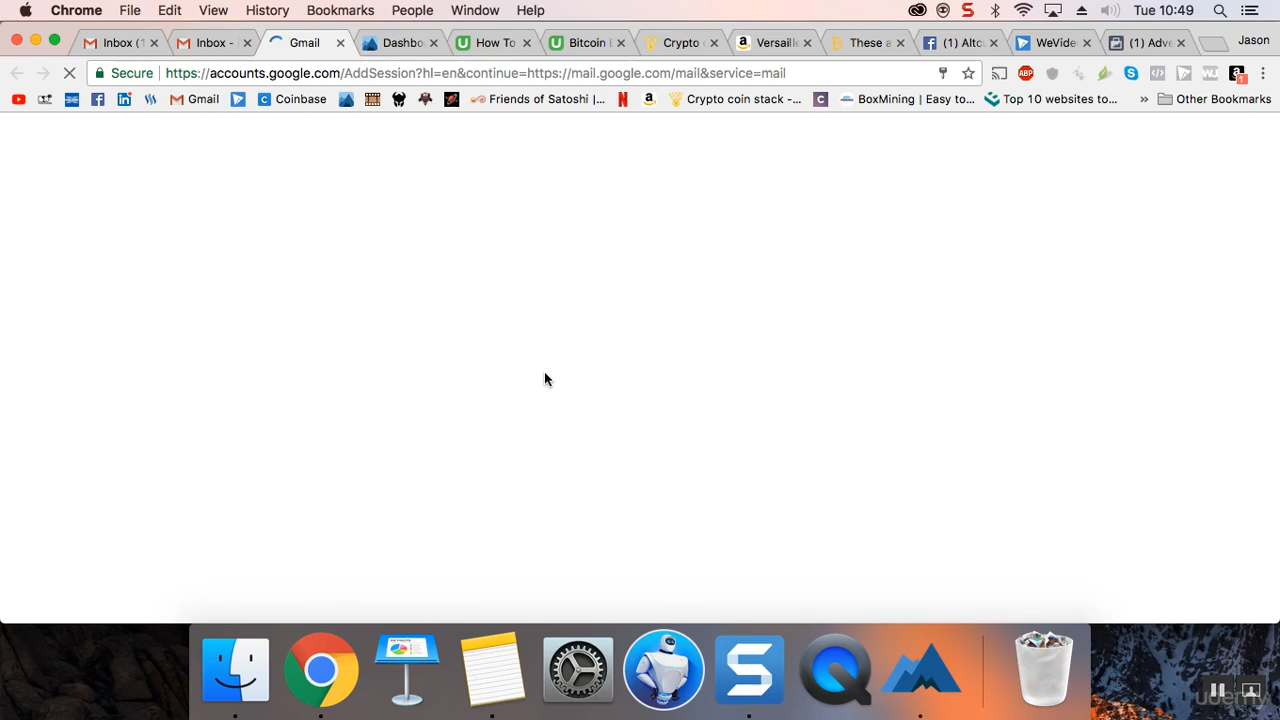 Chrome File Edit View History Bookmarks People Window Help Tue 10:49
Inbox (1 Inbox - Gmail Dashbo How To Bitcoin E Crypto Versaill These a (1) Altc WeVide (1) Adve Jason
Secure https://accounts.google.com/AddSession?hl=en&continue=https://mail.google.com/mail&service=mail
Gmail Coinbase Friends of Satoshi |... Crypto coin stack -... BoxMining | Easy to... Top 10 websites to... » Other Bookmarks
KEYNOTE
udemy